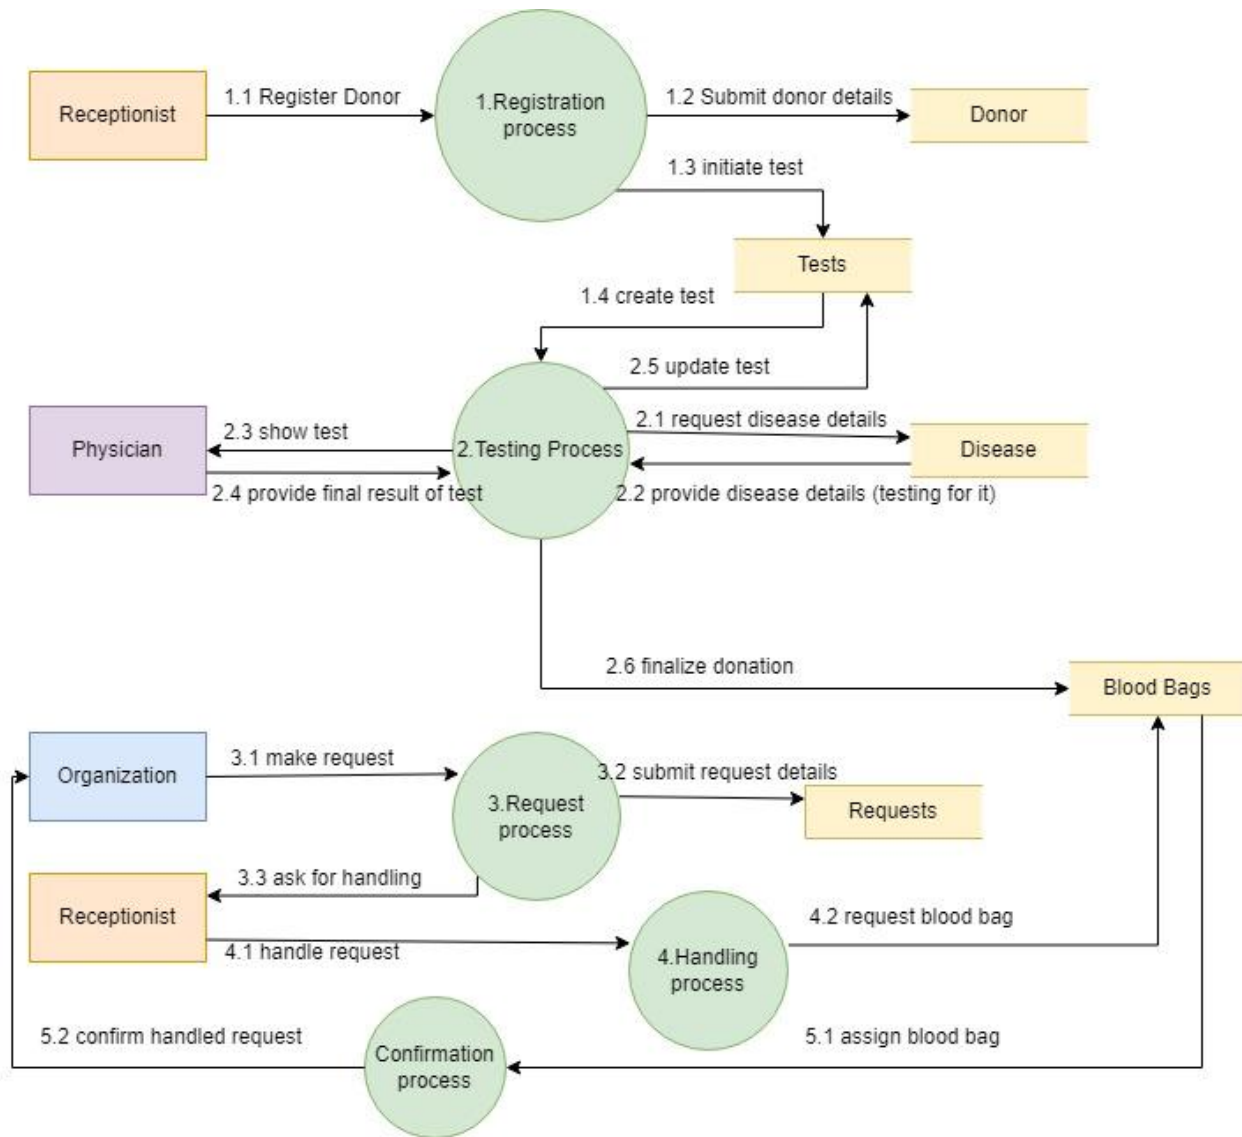 Receptionist
1.1 Register Donor
1.Registration
process
1.2 Submit donor details
Donor
1.3 initiate test
Tests
1.4 create test
2.5 update test
2.1 request disease details
Physician
2.3 show test
2.Testing Process
Disease
2.4 provide final result of test
2.2 provide disease details (testing for it)
2.6 finalize donation
Blood Bags
Organization
3.1 make request
3.Request
process
3.2 submit request details
Requests
3.3 ask for handling
Receptionist
4.1 handle request
4.Handling
process
4.2 request blood bag
5.2 confirm handled request
Confirmation
process
5.1 assign blood bag